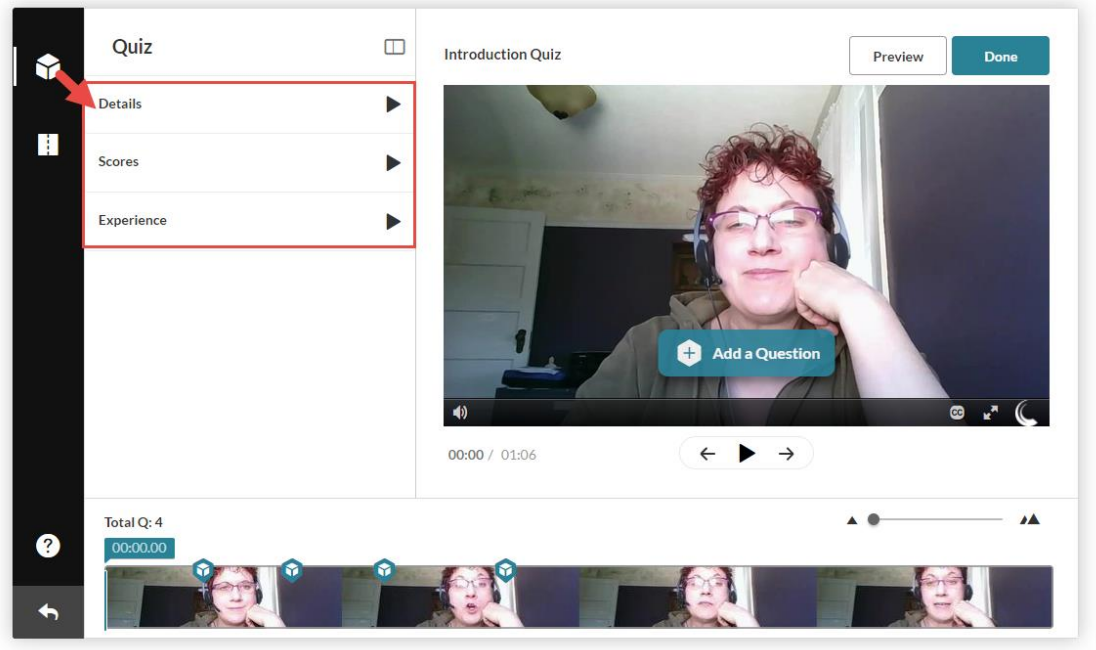 Quiz
Introduction Quiz
Preview
Done
Details
Scores
Experience
Add a Question
CC
00:00 / 01:06
Total Q: 4
00:00.00
?